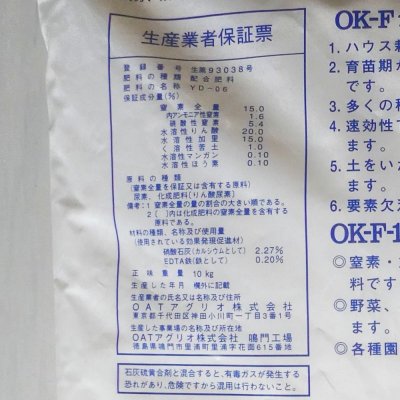 生産業者保証票
登録番号 生第93038号
肥料の種類 配合肥料
肥料の名称 YD-06
保証成分量(%)
窒素全量 15.0
内アンモニア性窒素 1.6
硝酸性窒素 5.4
水溶性りん酸 20.0
水溶性加里 15.0
く溶性苦土 1.0
水溶性マンガン 0.10
水溶性ほう素 0.10
原料の種類
(窒素全量を保証又は含有する原料)
尿素、化成肥料(りん酸尿素)
備考:1 窒素全量の量の割合の大きい順である。
2( )内は化成肥料の窒素全量を含有する
原料である。
材料の種類、名称及び使用量
(使用されている効果発現促進材)
硝酸石灰(カルシウムとして) 2.27%
EDTA鉄(鉄として) 0.20%
正味重量 10kg
生産した年月 欄外に記載
生産業者の氏名又は名称及び住所
OATアグリオ株式会社
東京都千代田区神田小川町一丁目3番1号
生産した事業場の名称及び所在地
OATアグリオ株式会社 鳴門工場
徳島県鳴門市里浦町里浦字花面615番地
石灰硫黄合剤と混合すると、有毒ガスが発生する
恐れがあり、危険ですから混用は行わないこと。
OK-F-
1. ハウス栽
2. 育苗期か
です。
3. 多くの種
4. 速効性で
ます。
5. 土をいた
ます。
6. 要素欠
OK-F-1
◎窒素・
料です
◎野菜、
ます。
◎各種園